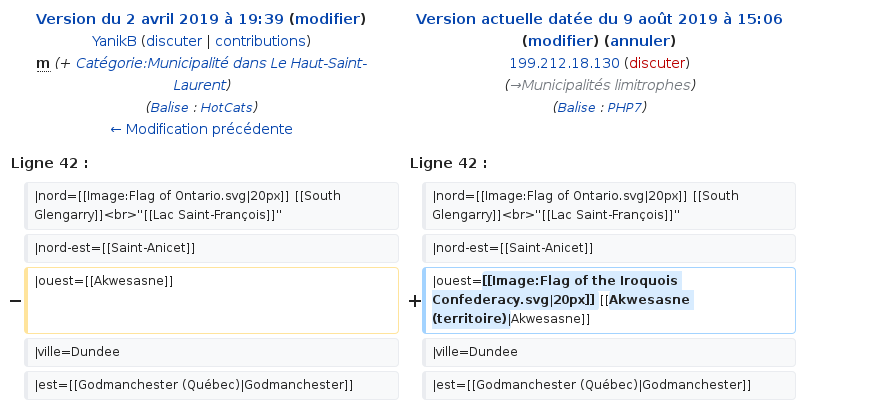 Version du 2 avril 2019 à 19:39 (modifier)
YanikB (discuter | contributions)
m (+ Catégorie:Municipalité dans Le Haut-Saint-
Laurent)
(Balise : HotCats)
← Modification précédente
Version actuelle datée du 9 août 2019 à 15:06
(modifier) (annuler)
199.212.18.130 (discuter)
(→Municipalités limitrophes)
(Balise : PHP7)
Ligne 42 :
Ligne 42 :
|nord=[[Image:Flag of Ontario.svg|20px]] [[South
Glengarry]]<br>''[[Lac Saint-François]]''
|nord=[[Image:Flag of Ontario.svg|20px]] [[South
Glengarry]]<br>''[[Lac Saint-François]]''
|nord-est=[[Saint-Anicet]]
|nord-est=[[Saint-Anicet]]
− |ouest=[[Akwesasne]]
+ |ouest=[[Image:Flag of the Iroquois
Confederacy.svg|20px]] [[Akwesasne
(territoire)|Akwesasne]]
|ville=Dundee
|ville=Dundee
|est=[[Godmanchester (Québec)|Godmanchester]]
|est=[[Godmanchester (Québec)|Godmanchester]]